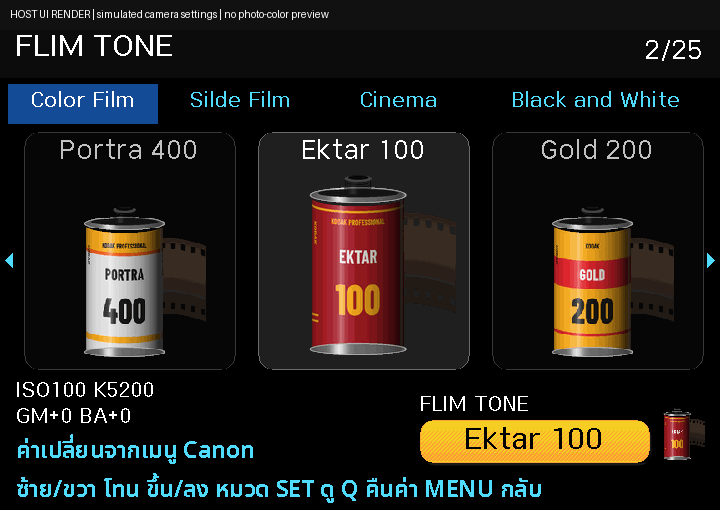 HOST UI RENDER | simulated camera settings | no photo-color preview
FLIM TONE
2/25
Color Film Silde Film Cinema Black and White
Portra 400 Ektar 100 Gold 200
KODAK PROFESSIONAL
PORTRA
400
KODAK PROFESSIONAL
KODAK
EKTAR
100
KODAK
GOLD
200
ISO100 K5200
GM+0 BA+0
FLIM TONE
Ektar 100
100
ค่าเปลี่ยนจากเมนู Canon
ซ้าย/ขวา โทน ขึ้น/ลง หมวด SET ดู Q คืนค่า MENU กลับ